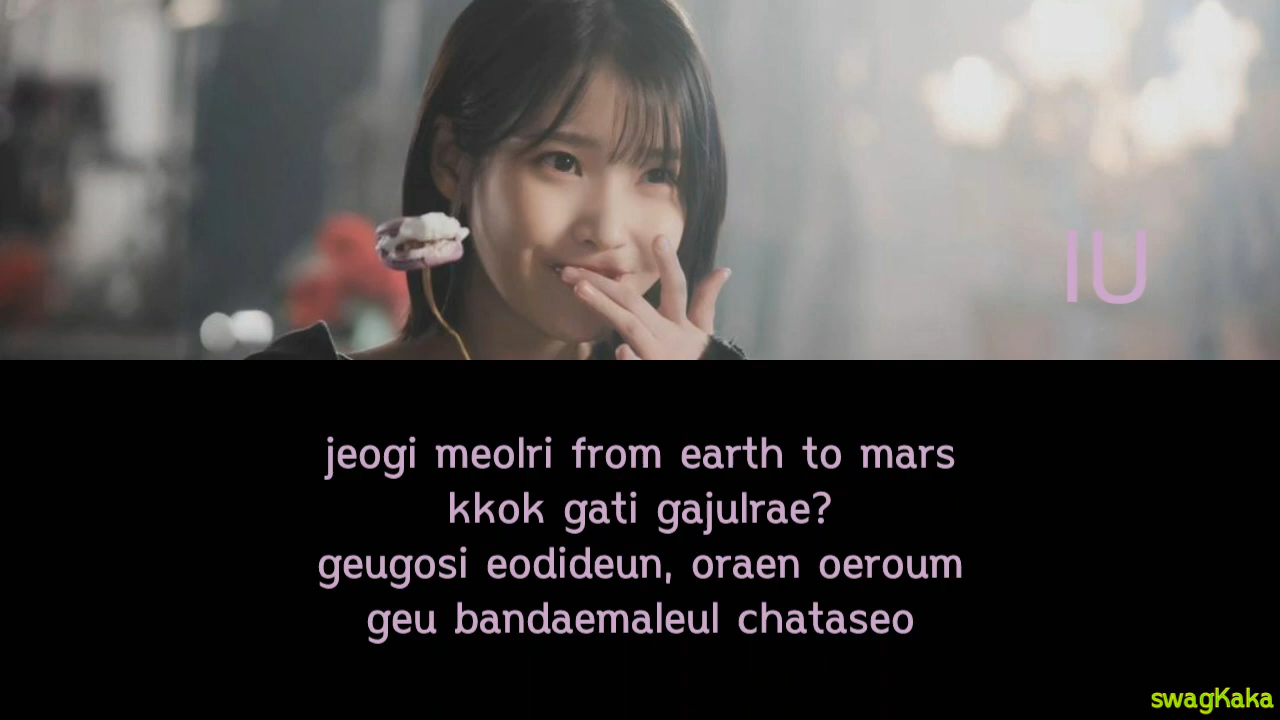 IU
jeogi meolri from earth to mars
kkok gati gajulrae?
geugosi eodideun, oraen oeroum
geu bandaemaleul chataseo
swagKaka